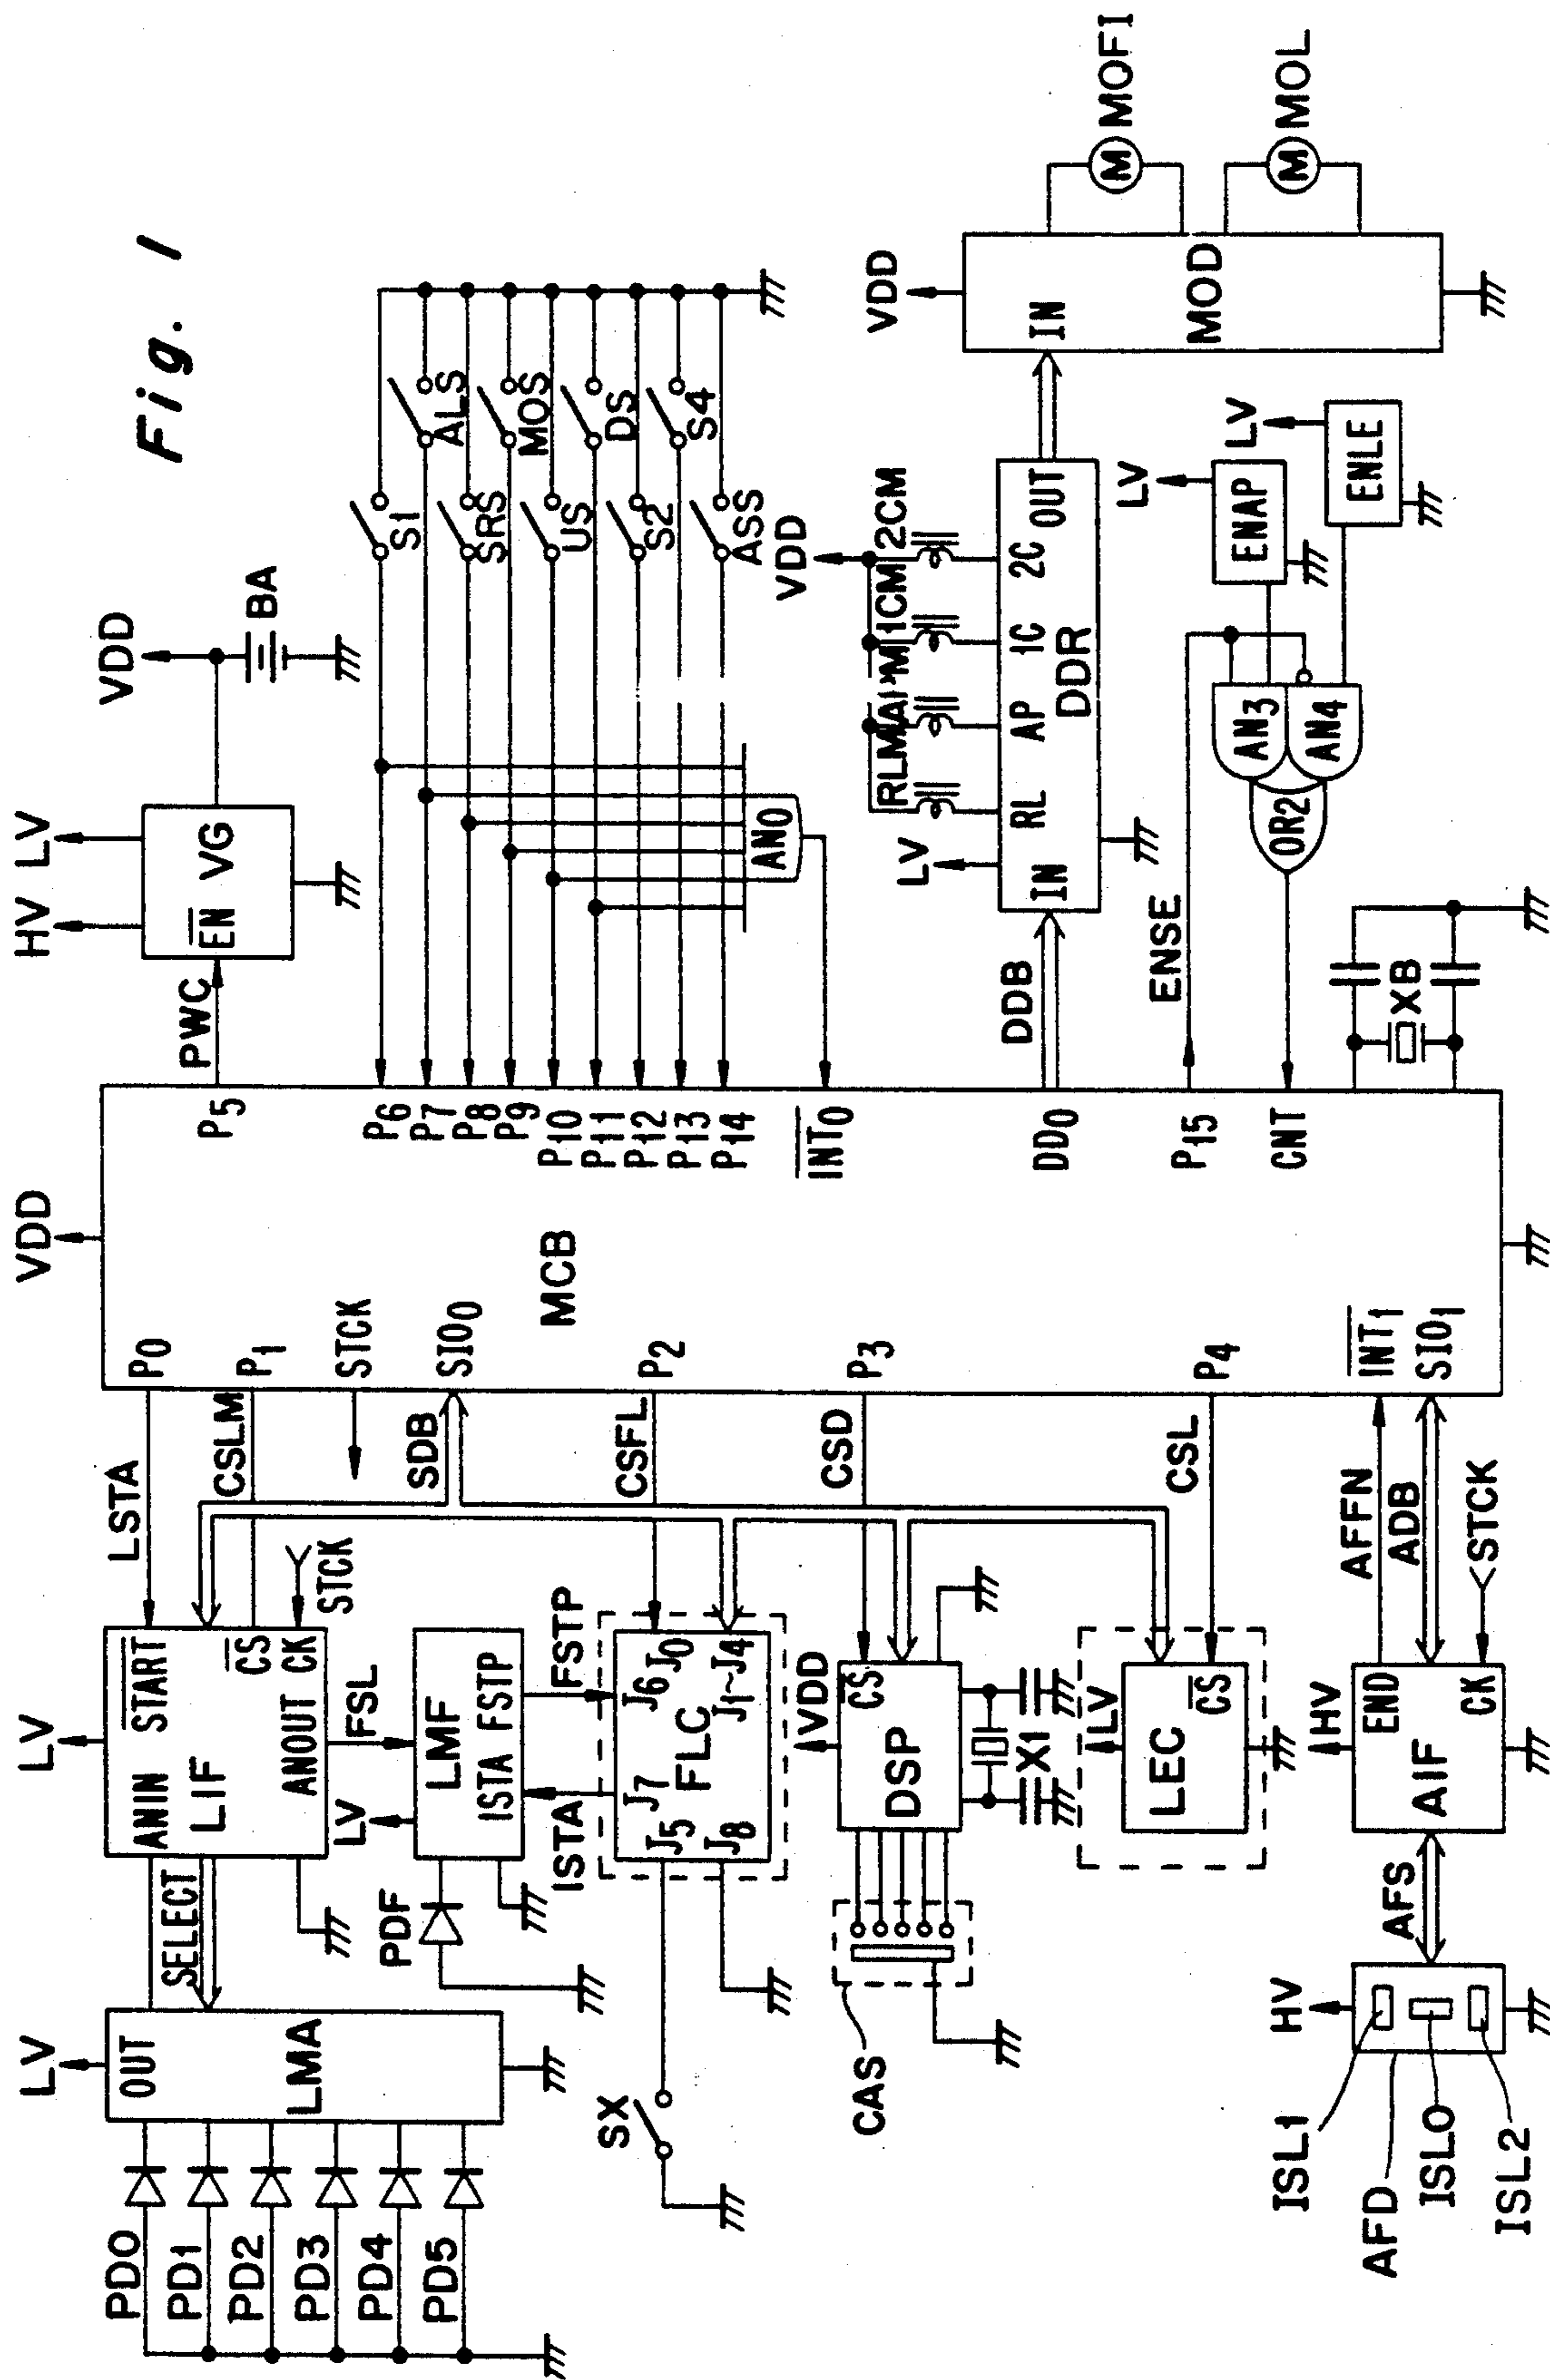 Fig. 1
VDD
HV LV
VDD
BA
PWC
EN VG
P5
S1
ALS
SRS
MOS
US
DS
S2
S4
ASS
P6
P7
P8
P9
P10
P11
P12
P13
P14
AN0
INT0
MCB
VDD
RLM
1CM
2CM
LV
RL AP 1C 2C
IN DDR OUT
DDB
DD0
VDD
IN
MOD
M MOFI
M MOL
ENSE
P15
LV
ENAP
LV
ENLE
AN3
AN4
OR2
CNT
XB
P0
P1
STCK
SIO0
P2
P3
P4
INT1
SIO1
LSTA
CSLM
SDB
CSFL
CSD
CSL
AFFN
ADB
STCK
LV
ANIN START
LIF CS
ANOUT CK
STCK
SELECT
FSL
LV
OUT
LMA
PD0
PD1
PD2
PD3
PD4
PD5
LV
LMF
ISTA FSTP
PDF
ISTA
FSTP
J7 J6
J5 FLC J0
J8 J1~J4
SX
VDD
CS
DSP
X1
CAS
LV
LEC CS
HV
END
AIF
CK
AFS
HV
ISL1
AFD
ISL0
ISL2